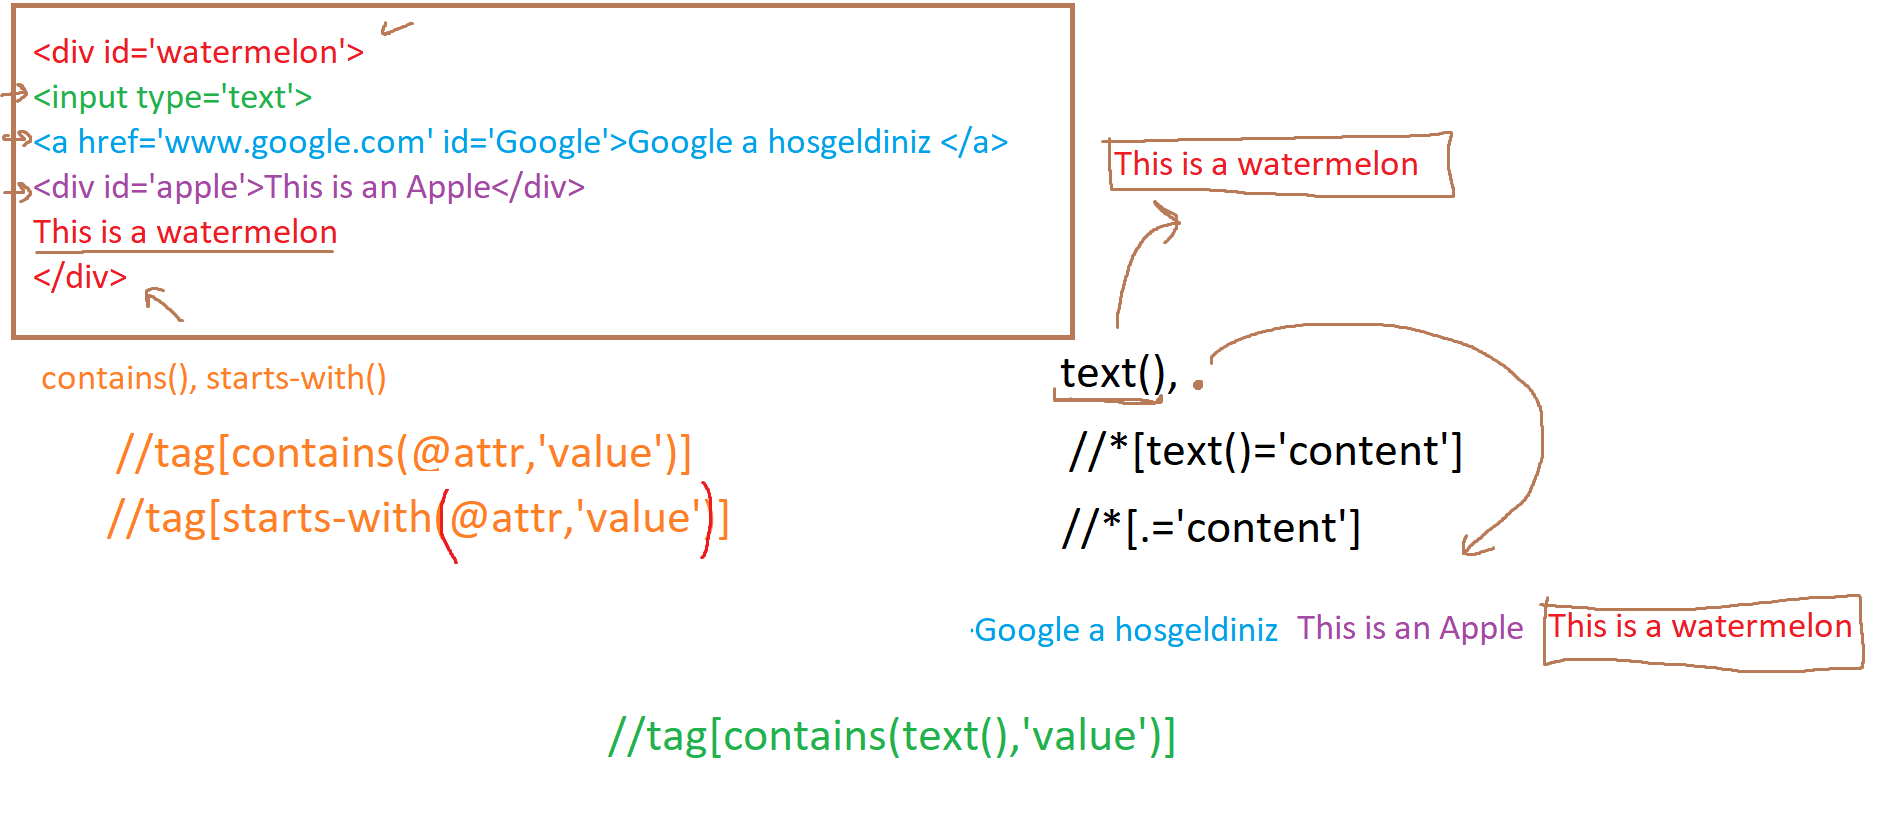 <div id='watermelon'>
<input type='text'>
<a href='www.google.com' id='Google'>Google a hosgeldiniz </a>
<div id='apple'>This is an Apple</div>
This is a watermelon
</div>
This is a watermelon
contains(), starts-with()
//tag[contains(@attr,'value')]
//tag[starts-with(@attr,'value')]
text(), .
//*[text()='content']
//*[.='content']
Google a hosgeldiniz This is an Apple This is a watermelon
//tag[contains(text(),'value')]